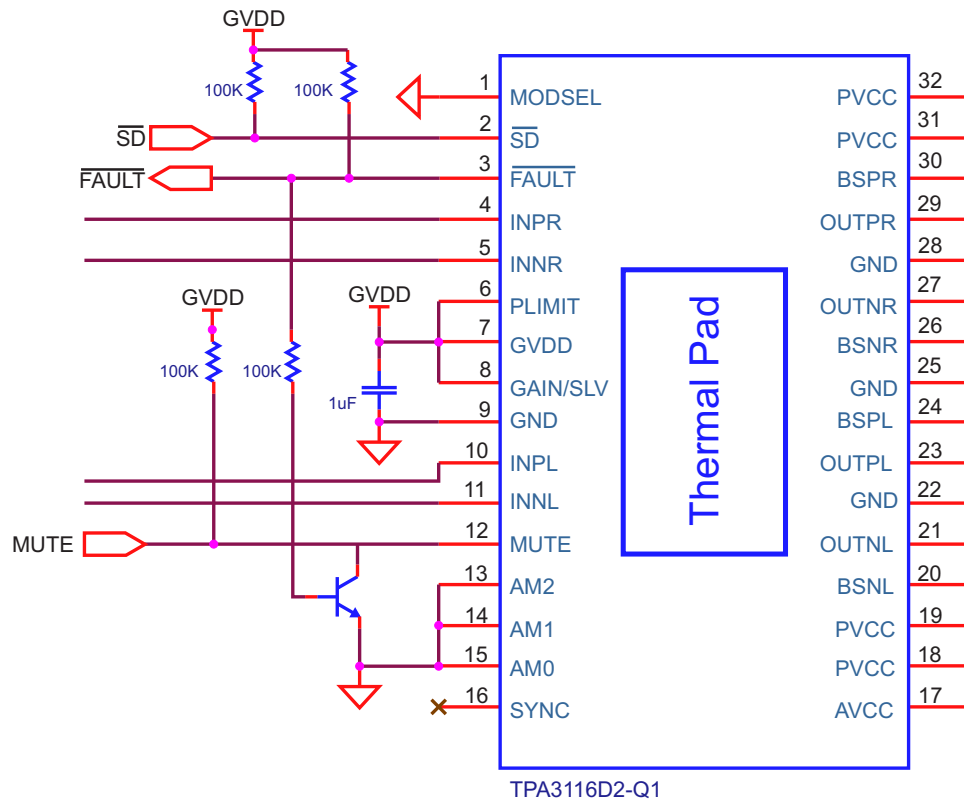 GVDD
100K
100K
SD
FAULT
GVDD
GVDD
100K
100K
1uF
MUTE
1
MODSEL
2
SD
3
FAULT
4
INPR
5
INNR
6
PLIMIT
7
GVDD
8
GAIN/SLV
9
GND
10
INPL
11
INNL
12
MUTE
13
AM2
14
AM1
15
AM0
16
SYNC
Thermal Pad
PVCC
32
PVCC
31
BSPR
30
OUTPR
29
GND
28
OUTNR
27
BSNR
26
GND
25
BSPL
24
OUTPL
23
GND
22
OUTNL
21
BSNL
20
PVCC
19
PVCC
18
AVCC
17
TPA3116D2-Q1